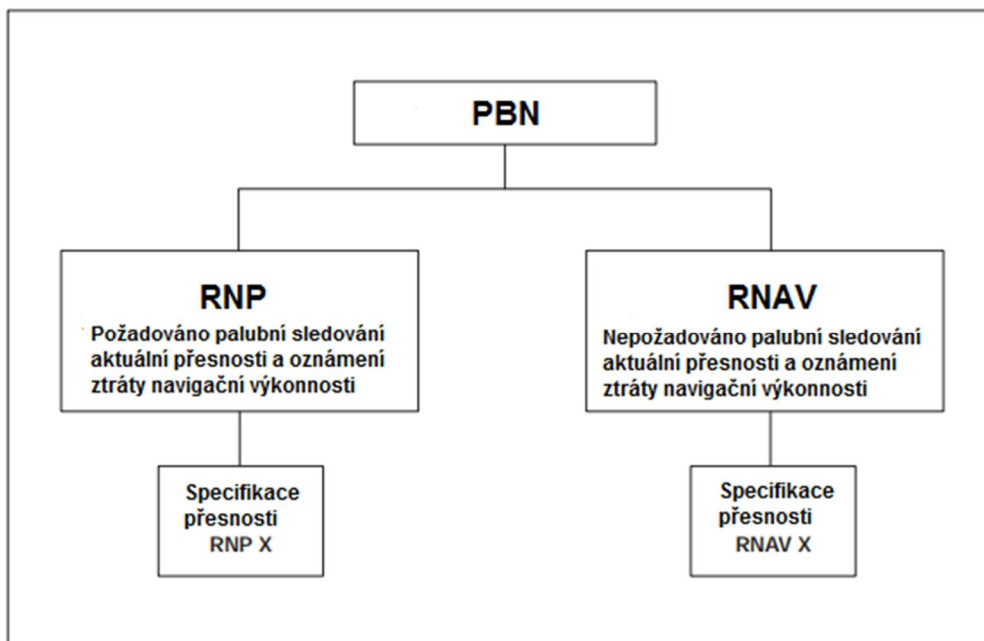 PBN
RNP
Požadováno palubní sledování
aktuální přesnosti a oznámení
ztráty navigační výkonnosti
RNAV
Nepožadováno palubní sledování
aktuální přesnosti a oznámení
ztráty navigační výkonnosti
Specifikace
přesnosti
RNP X
Specifikace
přesnosti
RNAV X